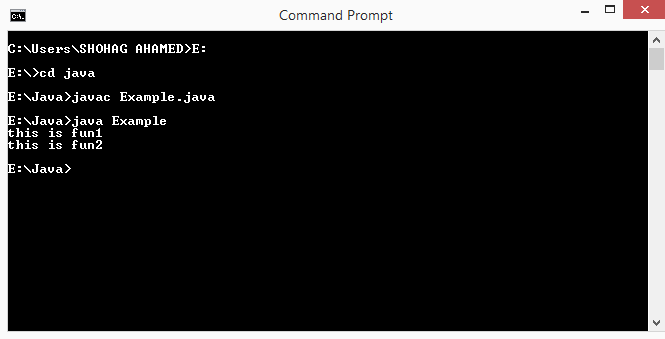 Command Prompt
C:\Users\SHOHAG AHAMED>E:
E:\>cd java
E:\Java>javac Example.java
E:\Java>java Example
this is fun1
this is fun2
E:\Java>